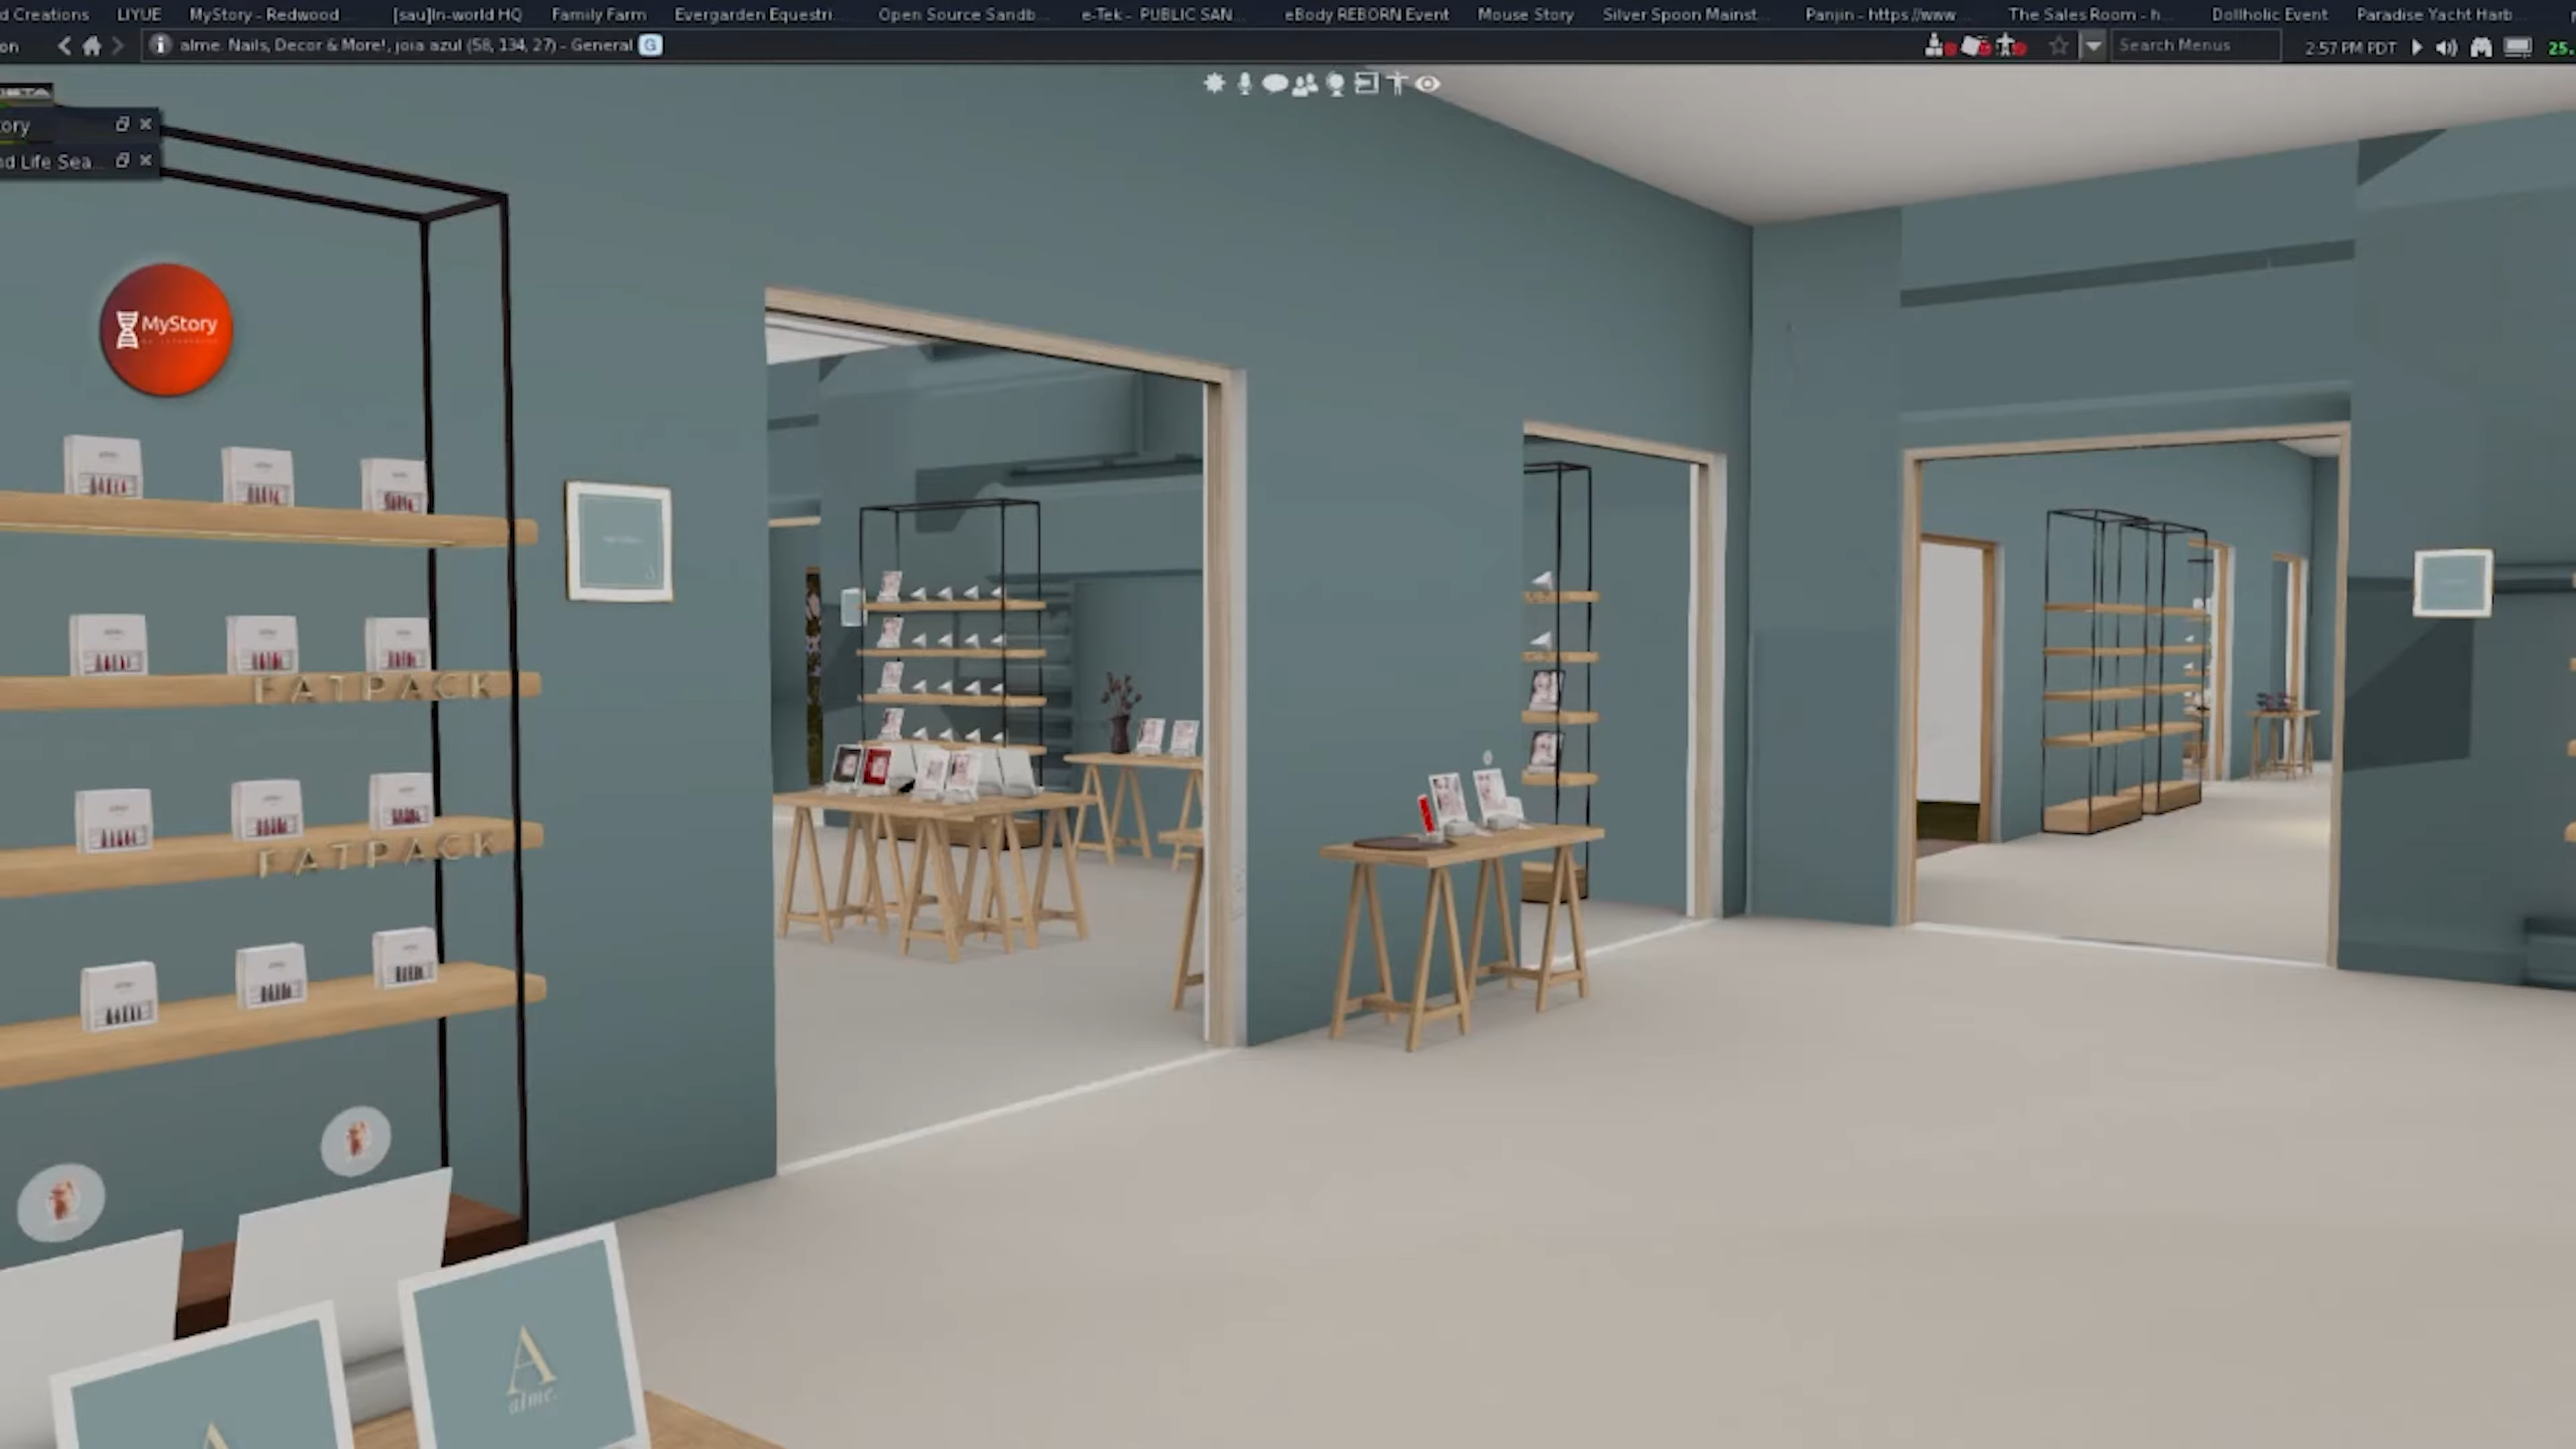 d Creations LIYUE MyStory - Redwood ... [sau]In-world HQ Family Farm Evergarden Equestri... Open Source Sandb... e-Tek - PUBLIC SAN... eBody REBORN Event Mouse Story Silver Spoon Mainst... Panjin - https://www... The Sales Room - h... Dollholic Event Paradise Yacht Harb...
on alme. Nails, Decor & More!, joia azul (58, 134, 27) - General G Search Menus 2:57 PM PDT 25.
ory
nd Life Sea...
MyStory
FATPACK
FATPACK
A
alme.
A